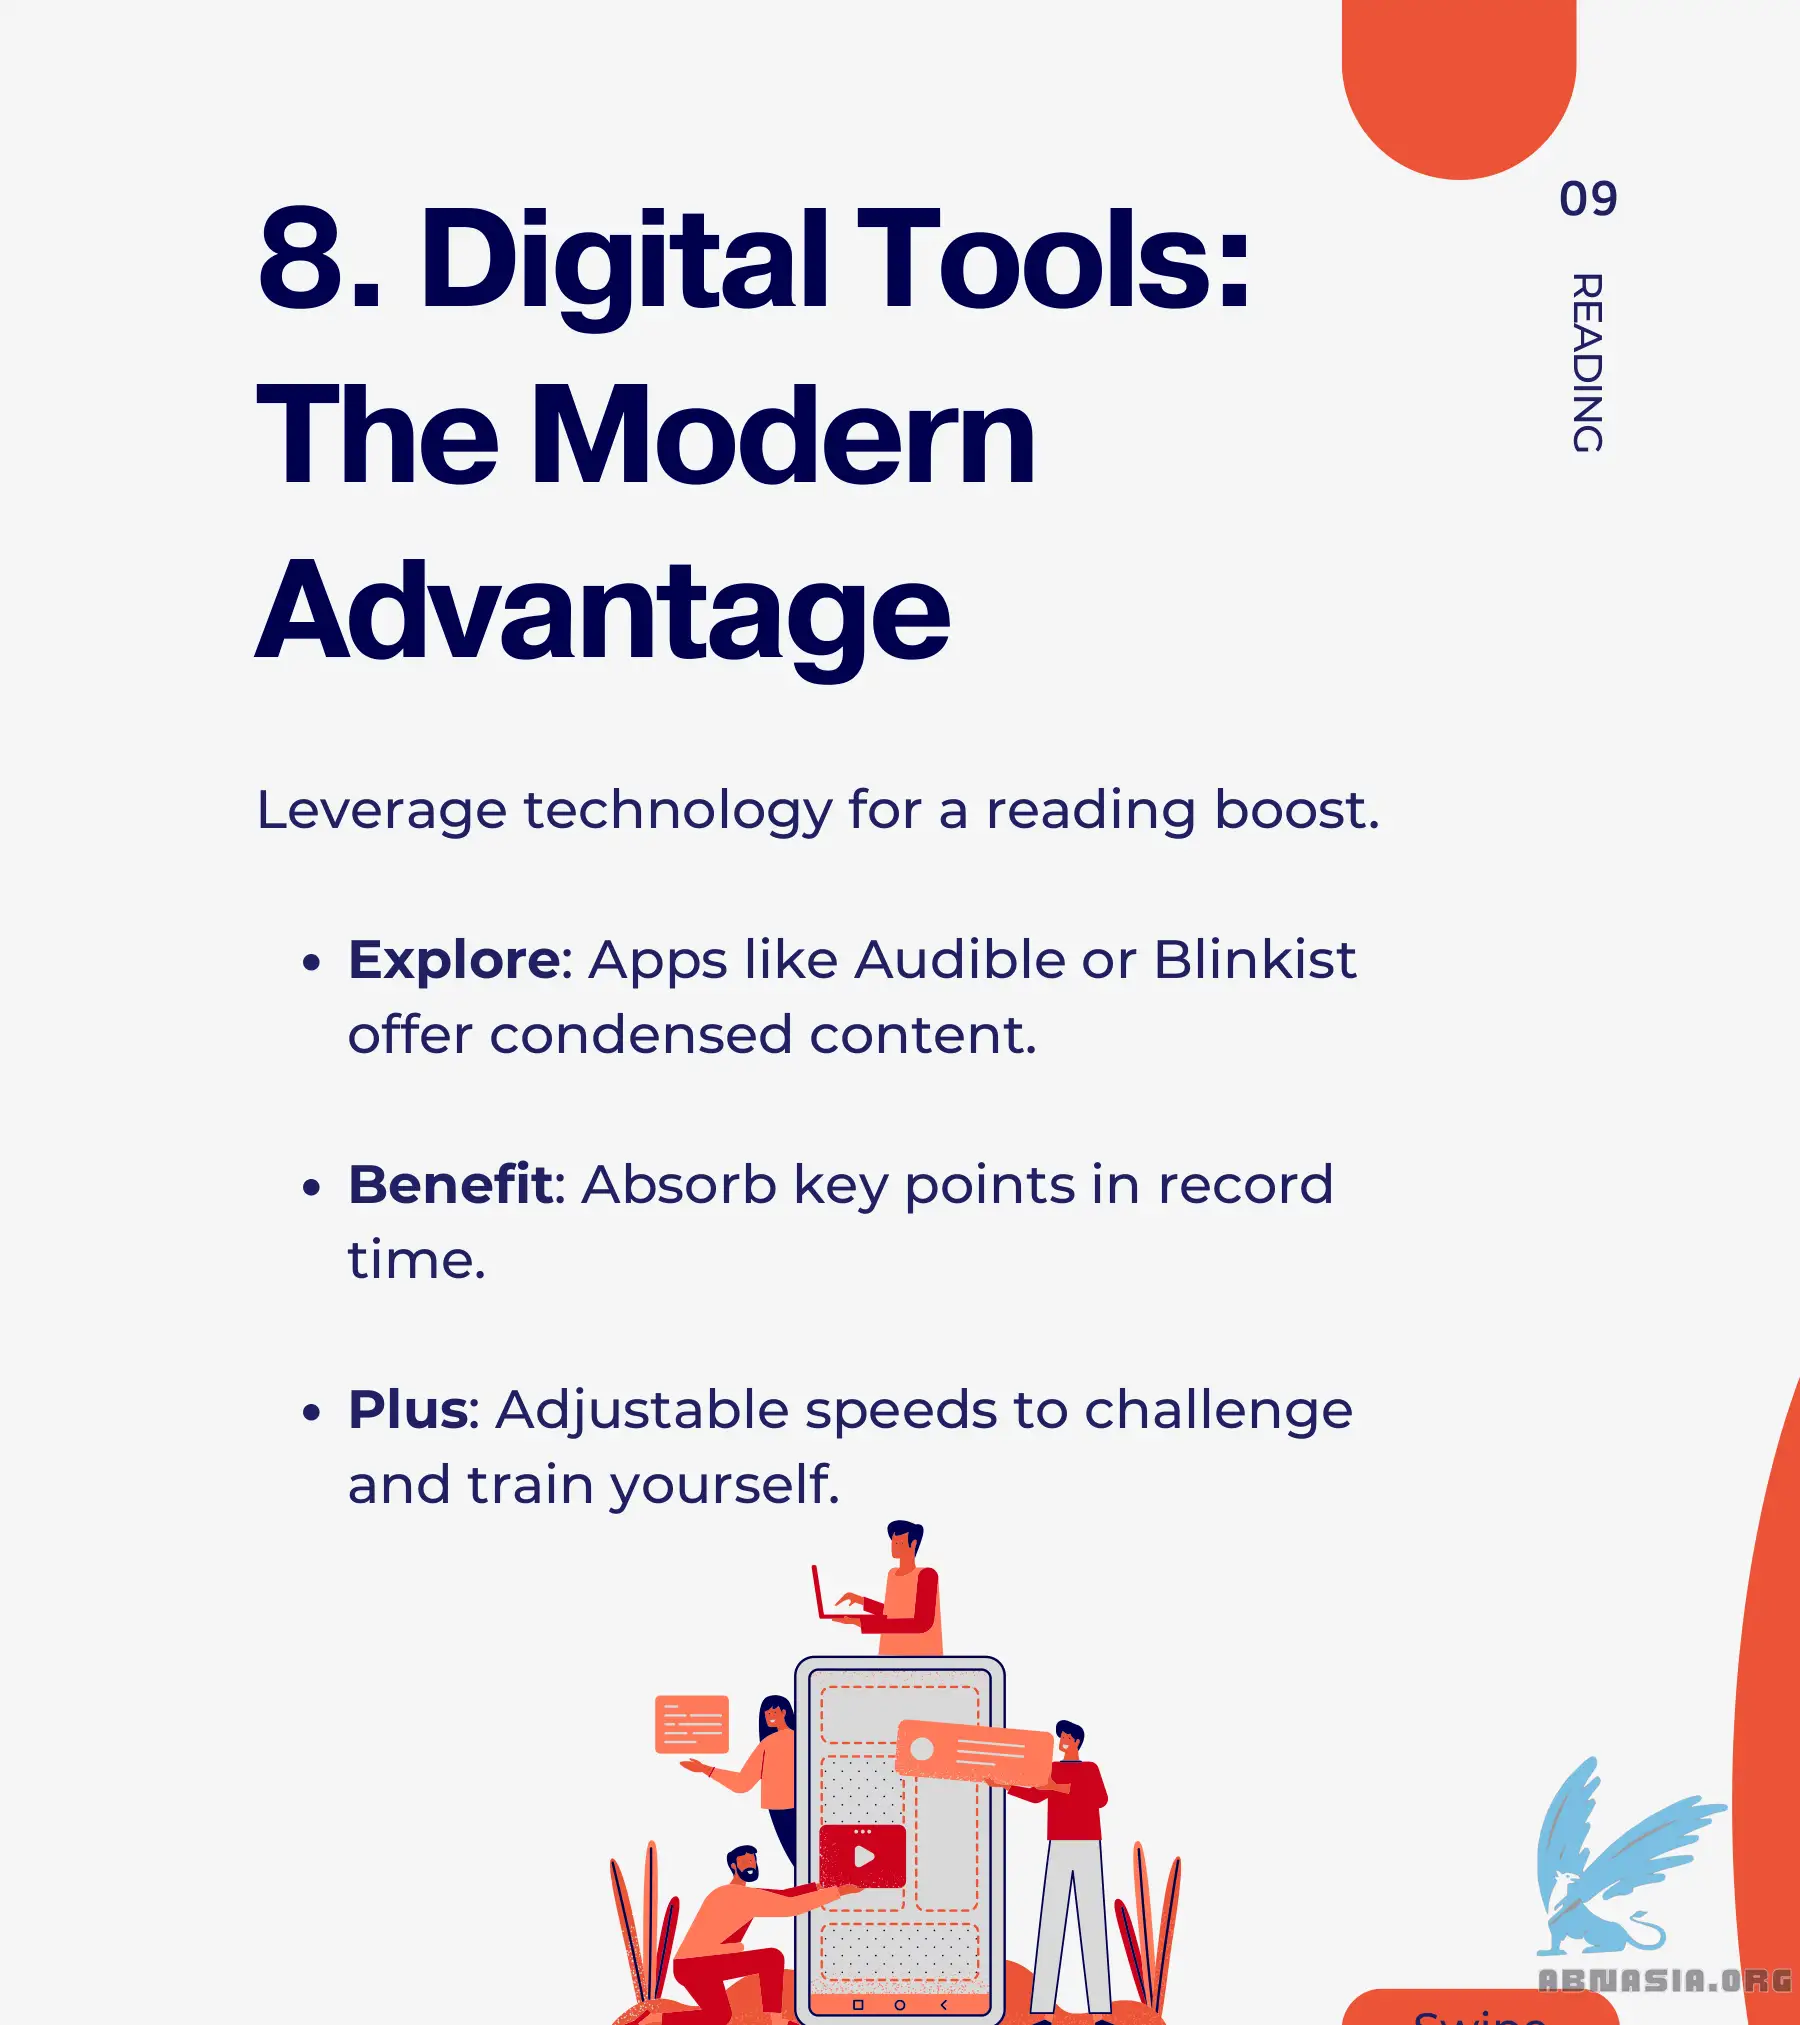 09
READING
8. Digital Tools:
The Modern
Advantage
Leverage technology for a reading boost.
• Explore: Apps like Audible or Blinkist
offer condensed content.
• Benefit: Absorb key points in record
time.
• Plus: Adjustable speeds to challenge
and train yourself.
ABNASIA.ORG
Swipe